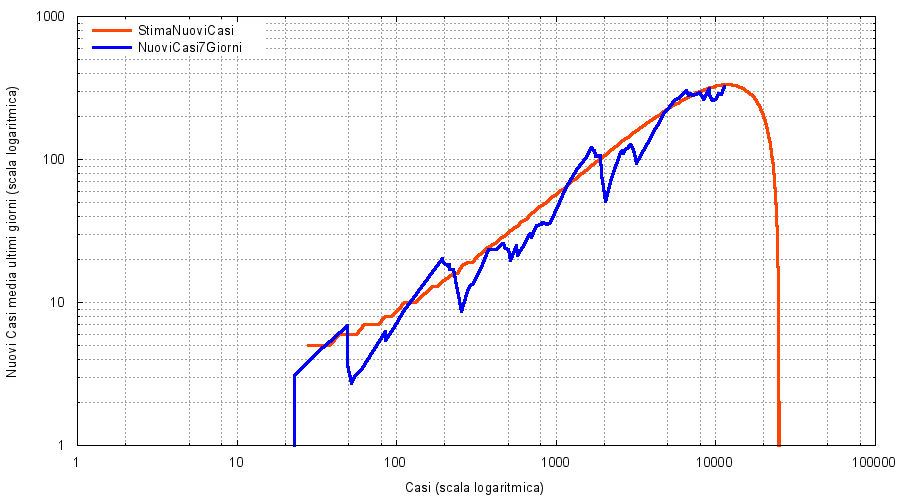 1000
StimaNuoviCasi
NuoviCasi7Giorni
100
10
1
Nuovi Casi media ultimi giorni (scala logaritmica)
1 10 100 1000 10000 100000
Casi (scala logaritmica)